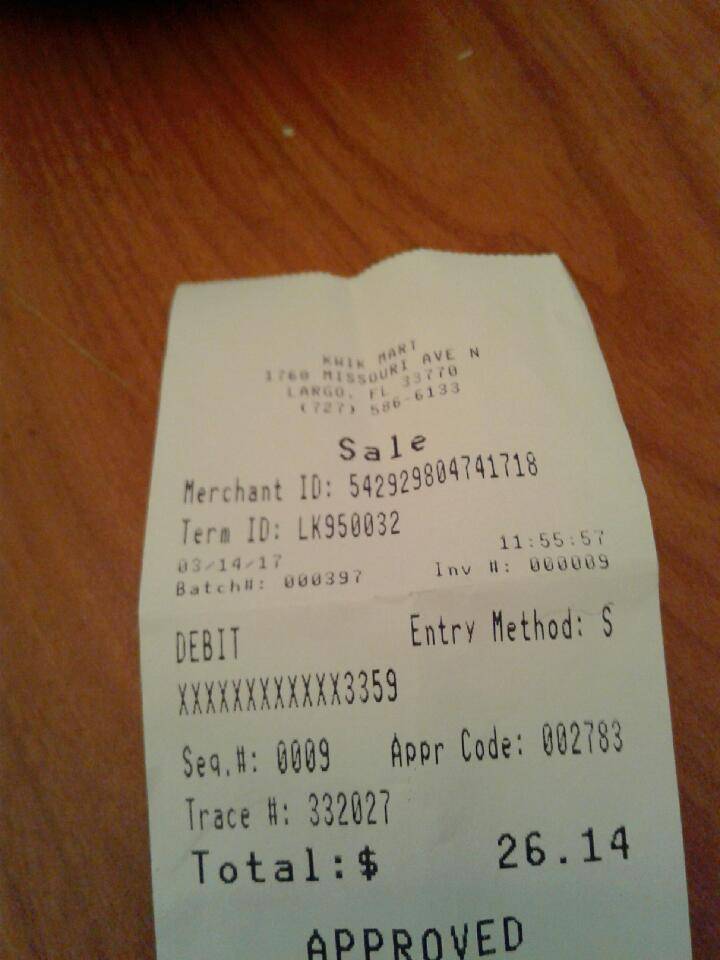 KWIK MART
1760 MISSOURI AVE N
LARGO, FL 33770
(727) 586-6133
Sale
Merchant ID: 542929804741718
Term ID: LK950032
03/14/17 11:55:57
Batch#: 000397 Inv #: 000009
DEBIT Entry Method: S
XXXXXXXXXXXX3359
Seq.#: 0009 Appr Code: 002783
Trace #: 332027
Total:$ 26.14
APPROVED